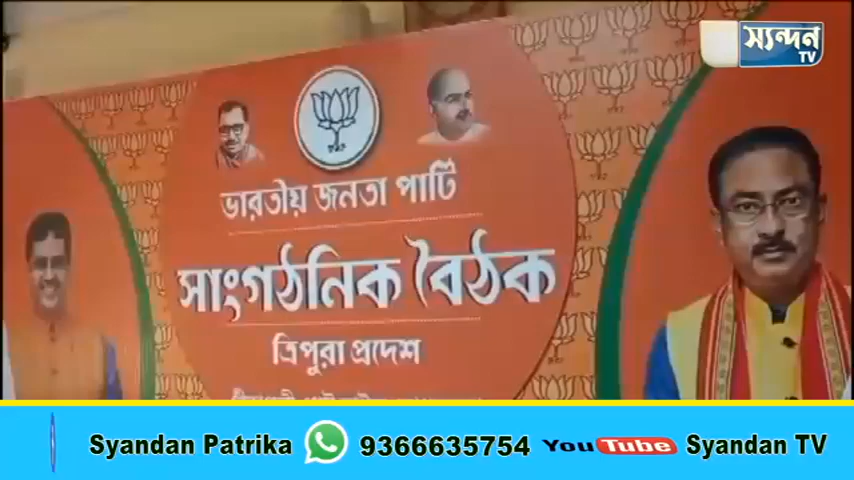 স্যন্দন
TV
ভারতীয় জনতা পার্টি
সাংগঠনিক বৈঠক
ত্রিপুরা প্রদেশ
Syandan Patrika 9366635754 YouTube Syandan TV